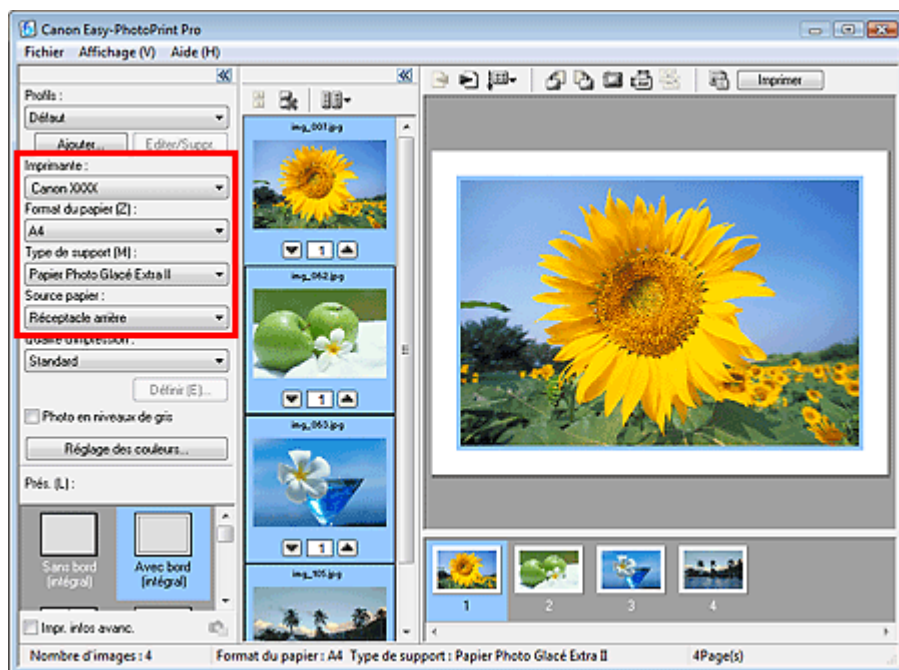 Canon Easy-PhotoPrint Pro
Fichier Affichage (V) Aide (H)
Profils :
Défaut
Ajouter... Editer/Suppr.
Imprimante :
Canon XXXX
Format du papier (Z) :
A4
Type de support (M) :
Papier Photo Glacé Extra II
Source papier :
Réceptacle arrière
Qualité d'impression :
Standard
Définir (E)...
Photo en niveaux de gris
Réglage des couleurs...
Prés. (L) :
Sans bord
(intégral)
Avec bord
(intégral)
Impr. infos avanc.
img_001.jpg
1
img_062.jpg
1
img_063.jpg
1
img_105.jpg
Imprimer
1 2 3 4
Nombre d'images : 4 Format du papier : A4 Type de support : Papier Photo Glacé Extra II 4Page(s)